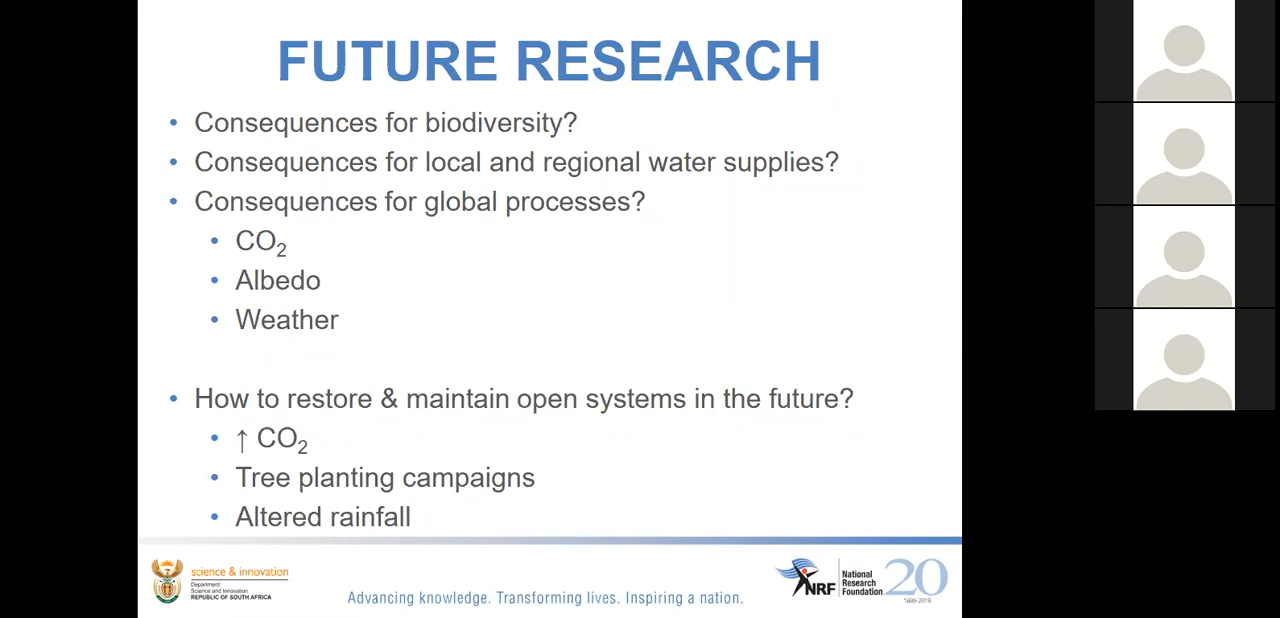 FUTURE RESEARCH
• Consequences for biodiversity?
• Consequences for local and regional water supplies?
• Consequences for global processes?
• CO₂
• Albedo
• Weather
• How to restore & maintain open systems in the future?
• ↑ CO₂
• Tree planting campaigns
• Altered rainfall
science & innovation
Department:
Science and Innovation
REPUBLIC OF SOUTH AFRICA
Advancing knowledge. Transforming lives. Inspiring a nation.
NRF
National
Research
Foundation
20
1999-2019